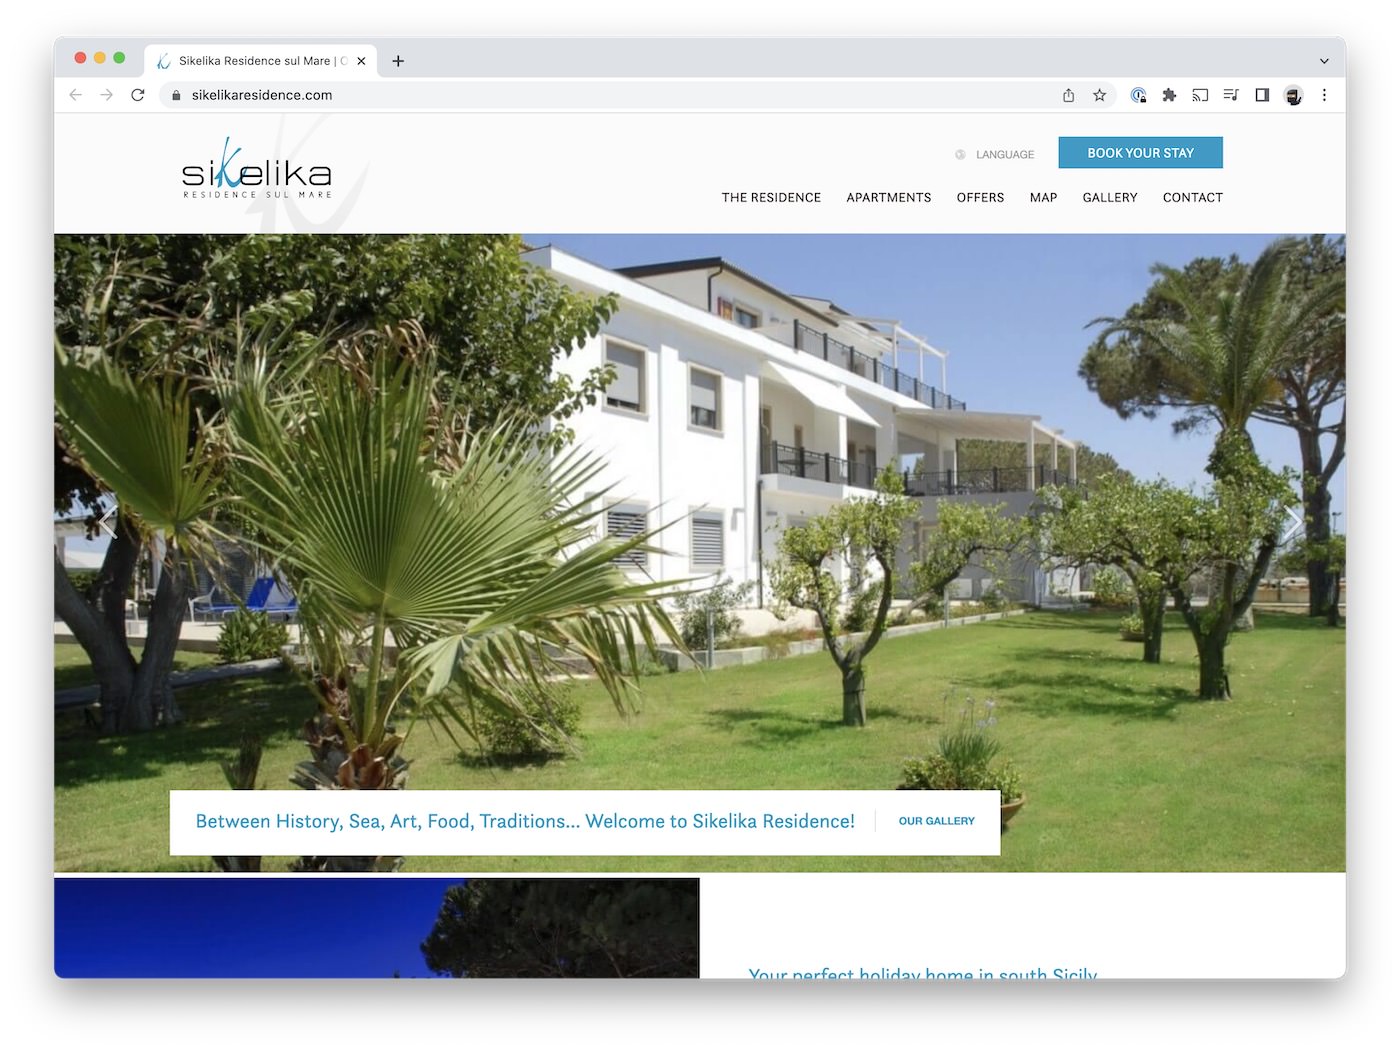 Sikelika Residence sul Mare | O
sikelikaresidence.com
sikelika
RESIDENCE SUL MARE
LANGUAGE
BOOK YOUR STAY
THE RESIDENCE
APARTMENTS
OFFERS
MAP
GALLERY
CONTACT
Between History, Sea, Art, Food, Traditions... Welcome to Sikelika Residence!
OUR GALLERY
Your perfect holiday home in south Sicily